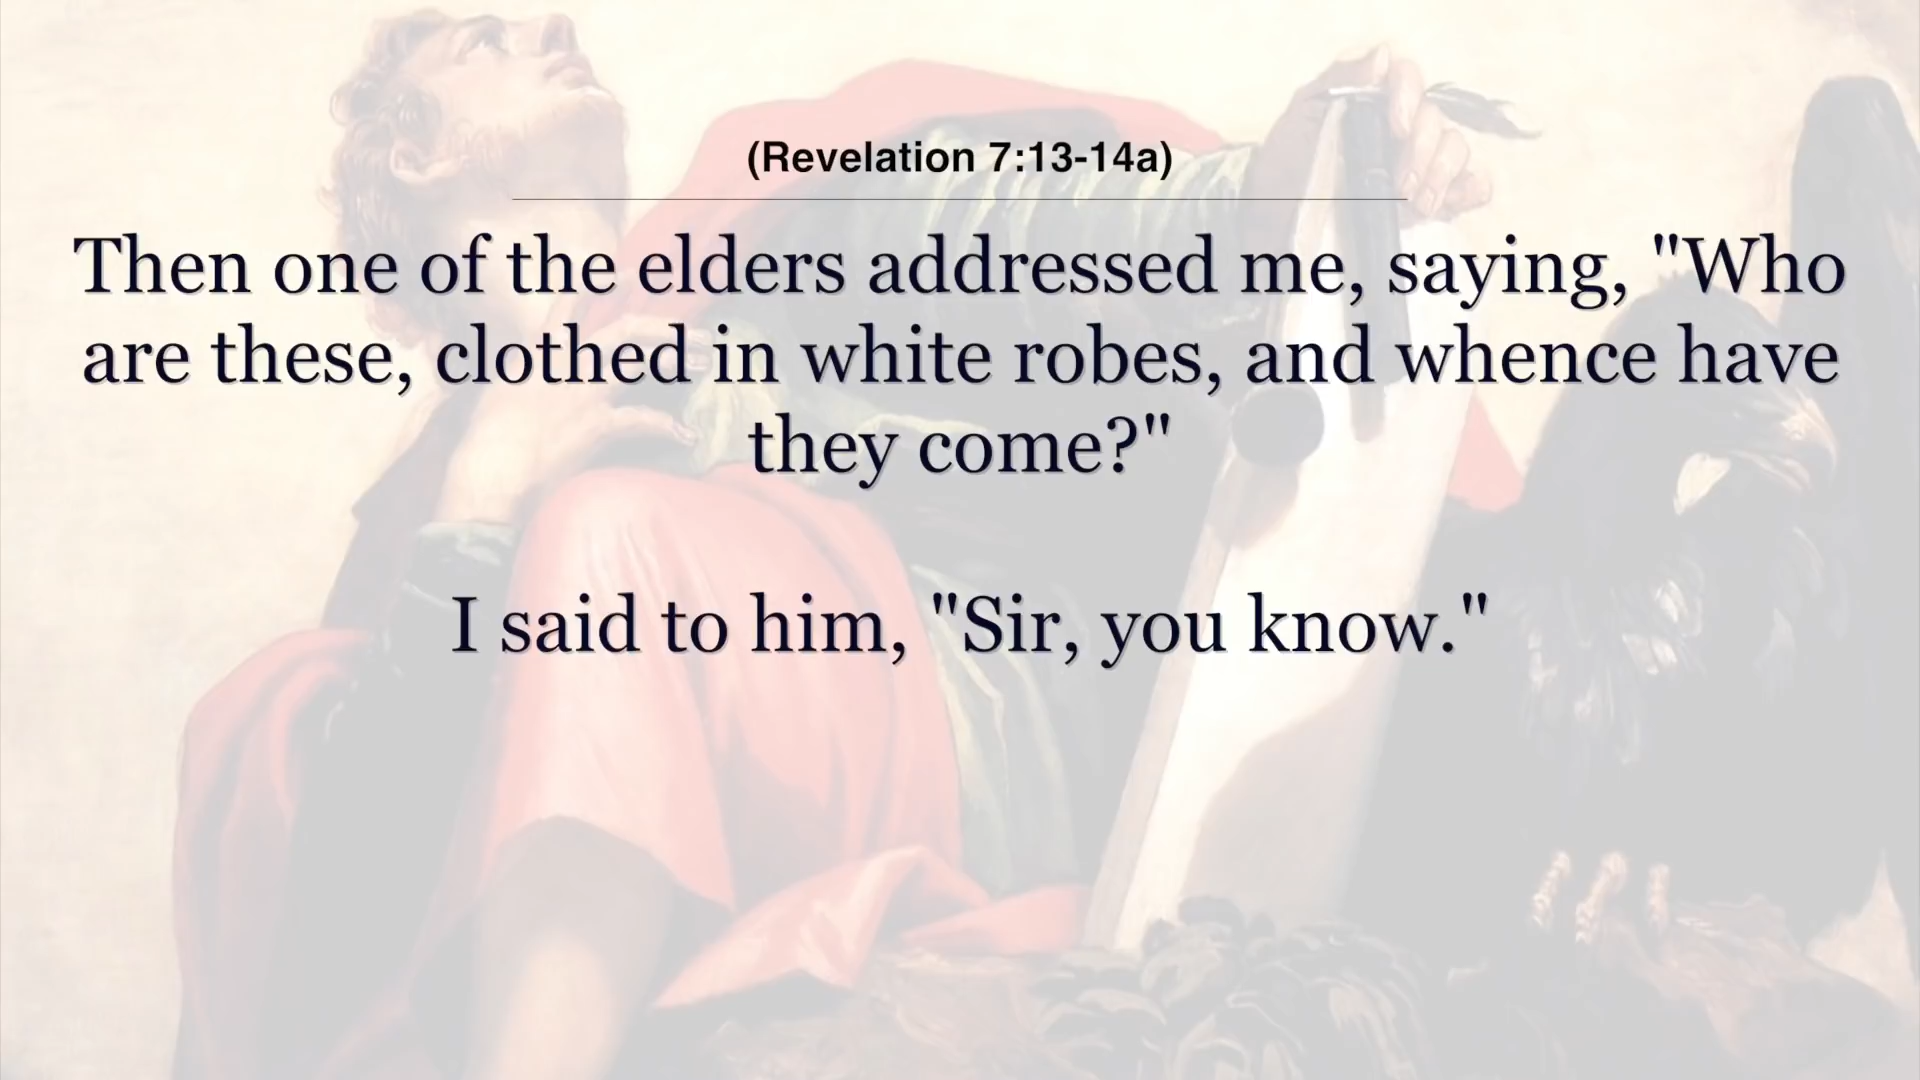 (Revelation 7:13-14a)
Then one of the elders addressed me, saying, "Who
are these, clothed in white robes, and whence have
they come?"
I said to him, "Sir, you know."